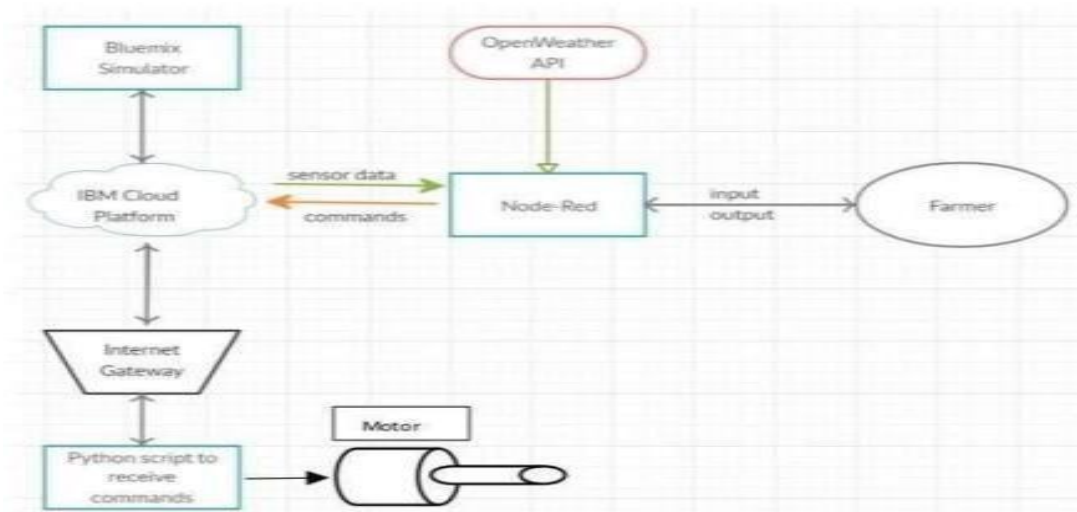 Bluemix
Simulator
OpenWeather
API
IBM Cloud
Platform
sensor data
commands
Node-Red
input
output
Farmer
Internet
Gateway
Motor
Python script to
receive
commands